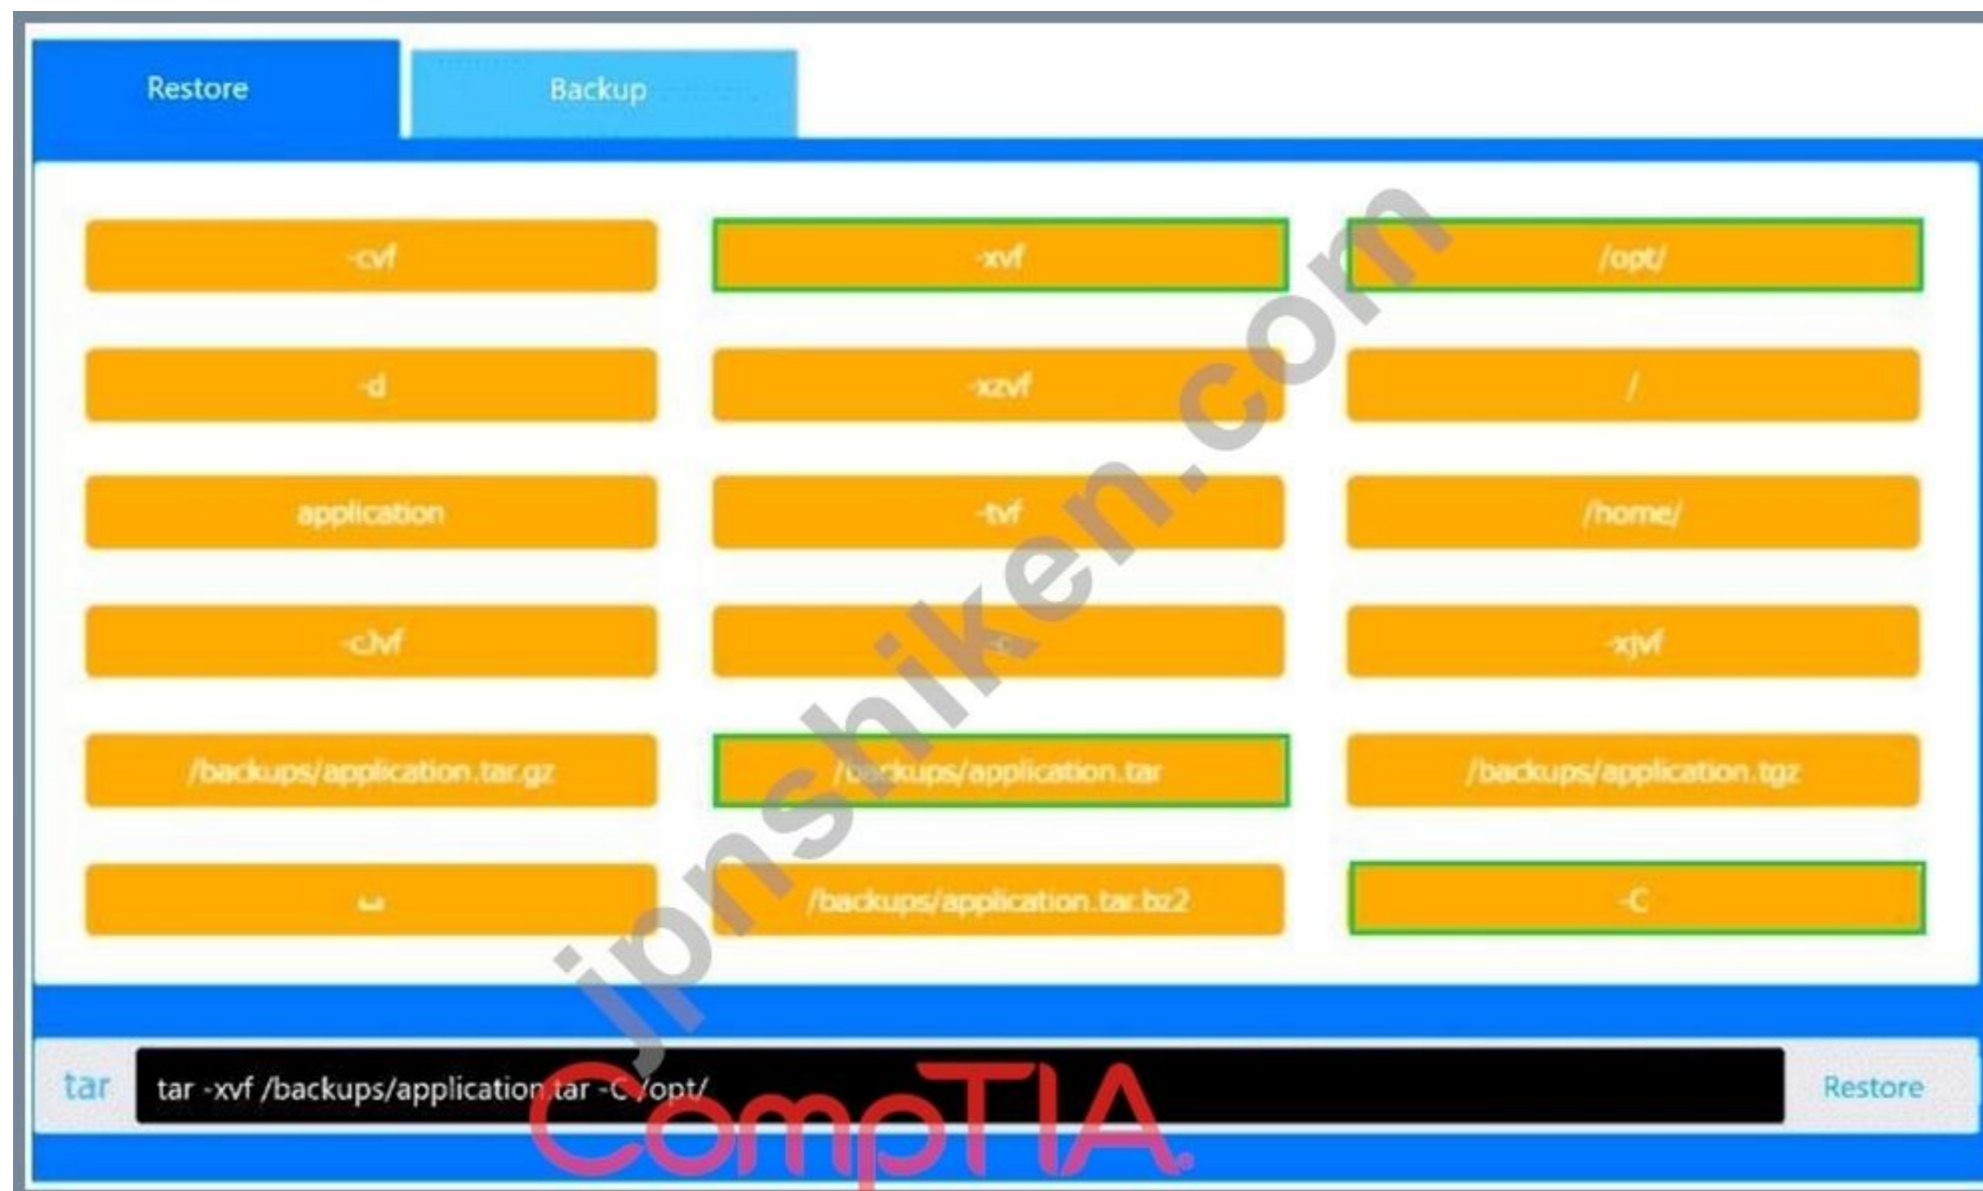 Restore Backup
-cvf -xvf /opt/
-d -xzvf /
application -tvf /home/
-cJvf -c -xjvf
/backups/application.tar.gz /backups/application.tar /backups/application.tgz
/backups/application.tar.bz2 -C
tar tar -xvf /backups/application.tar -C /opt/ Restore
jpnshiken.com
CompTIA.